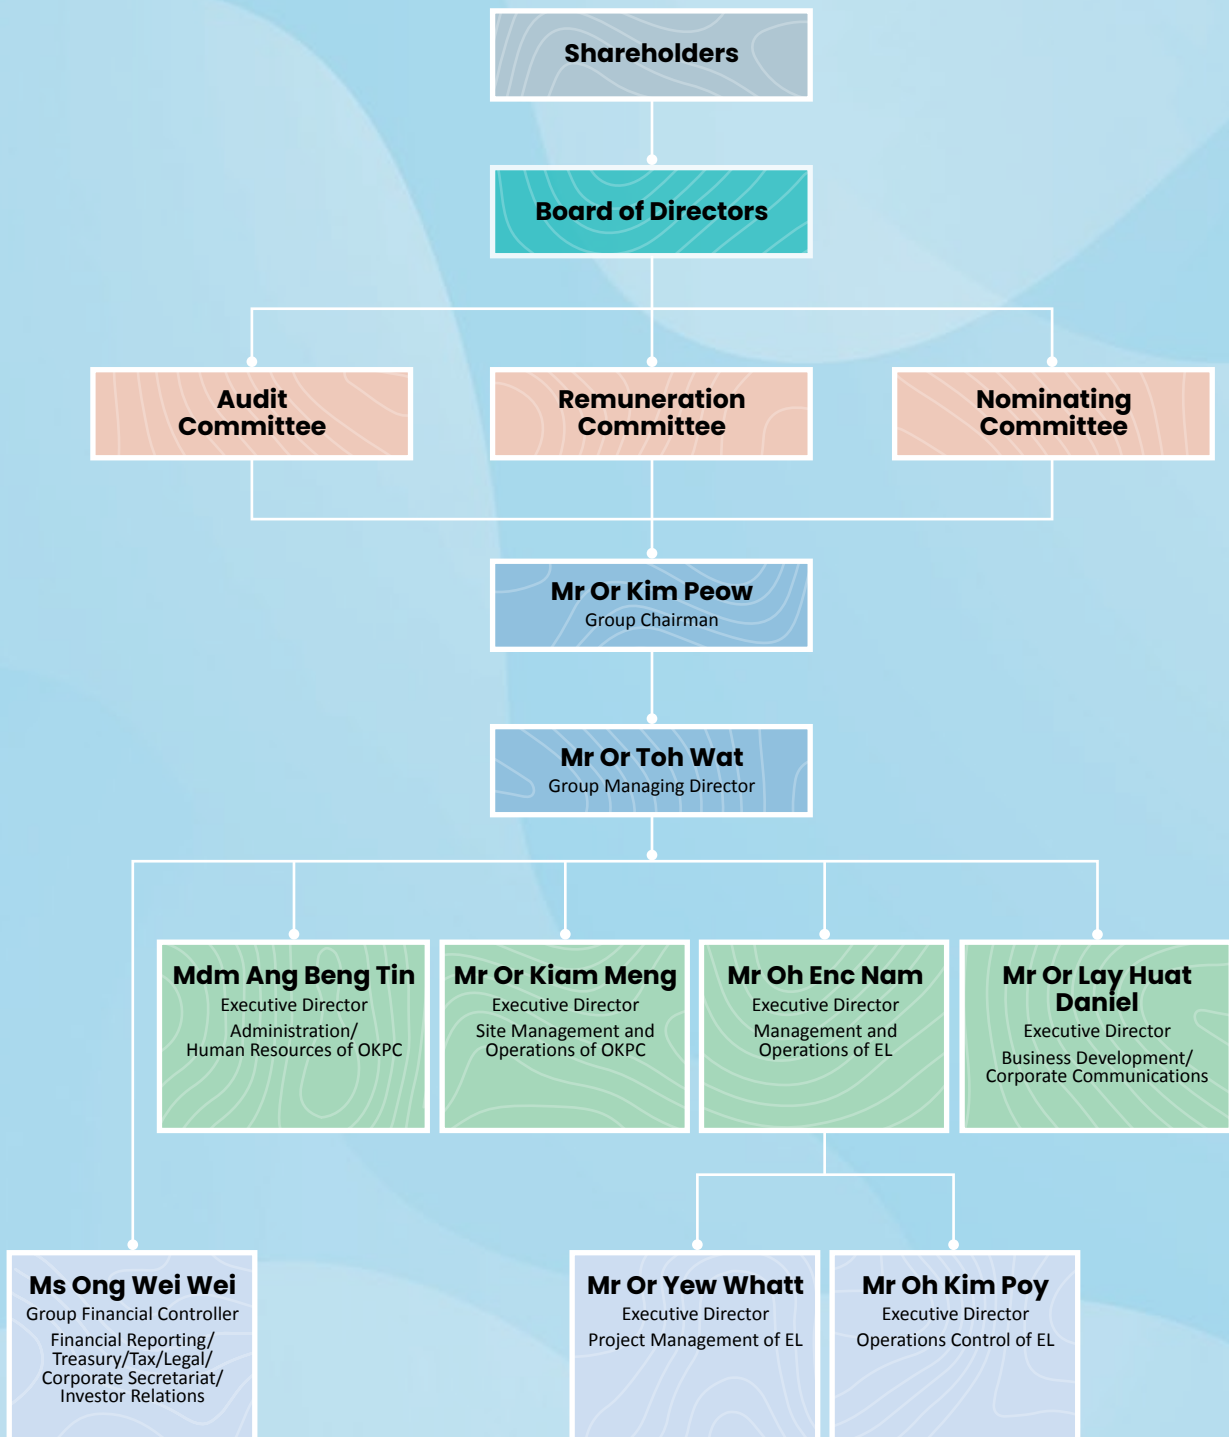 Shareholders
Board of Directors
Audit
Committee
Remuneration
Committee
Nominating
Committee
Mr Or Kim Peow
Group Chairman
Mr Or Toh Wat
Group Managing Director
Mdm Ang Beng Tin
Executive Director
Administration/
Human Resources of OKPC
Mr Or Kiam Meng
Executive Director
Site Management and
Operations of OKPC
Mr Oh Enc Nam
Executive Director
Management and
Operations of EL
Mr Or Lay Huat
Daniel
Executive Director
Business Development/
Corporate Communications
Ms Ong Wei Wei
Group Financial Controller
Financial Reporting/
Treasury/Tax/Legal/
Corporate Secretariat/
Investor Relations
Mr Or Yew Whatt
Executive Director
Project Management of EL
Mr Oh Kim Poy
Executive Director
Operations Control of EL